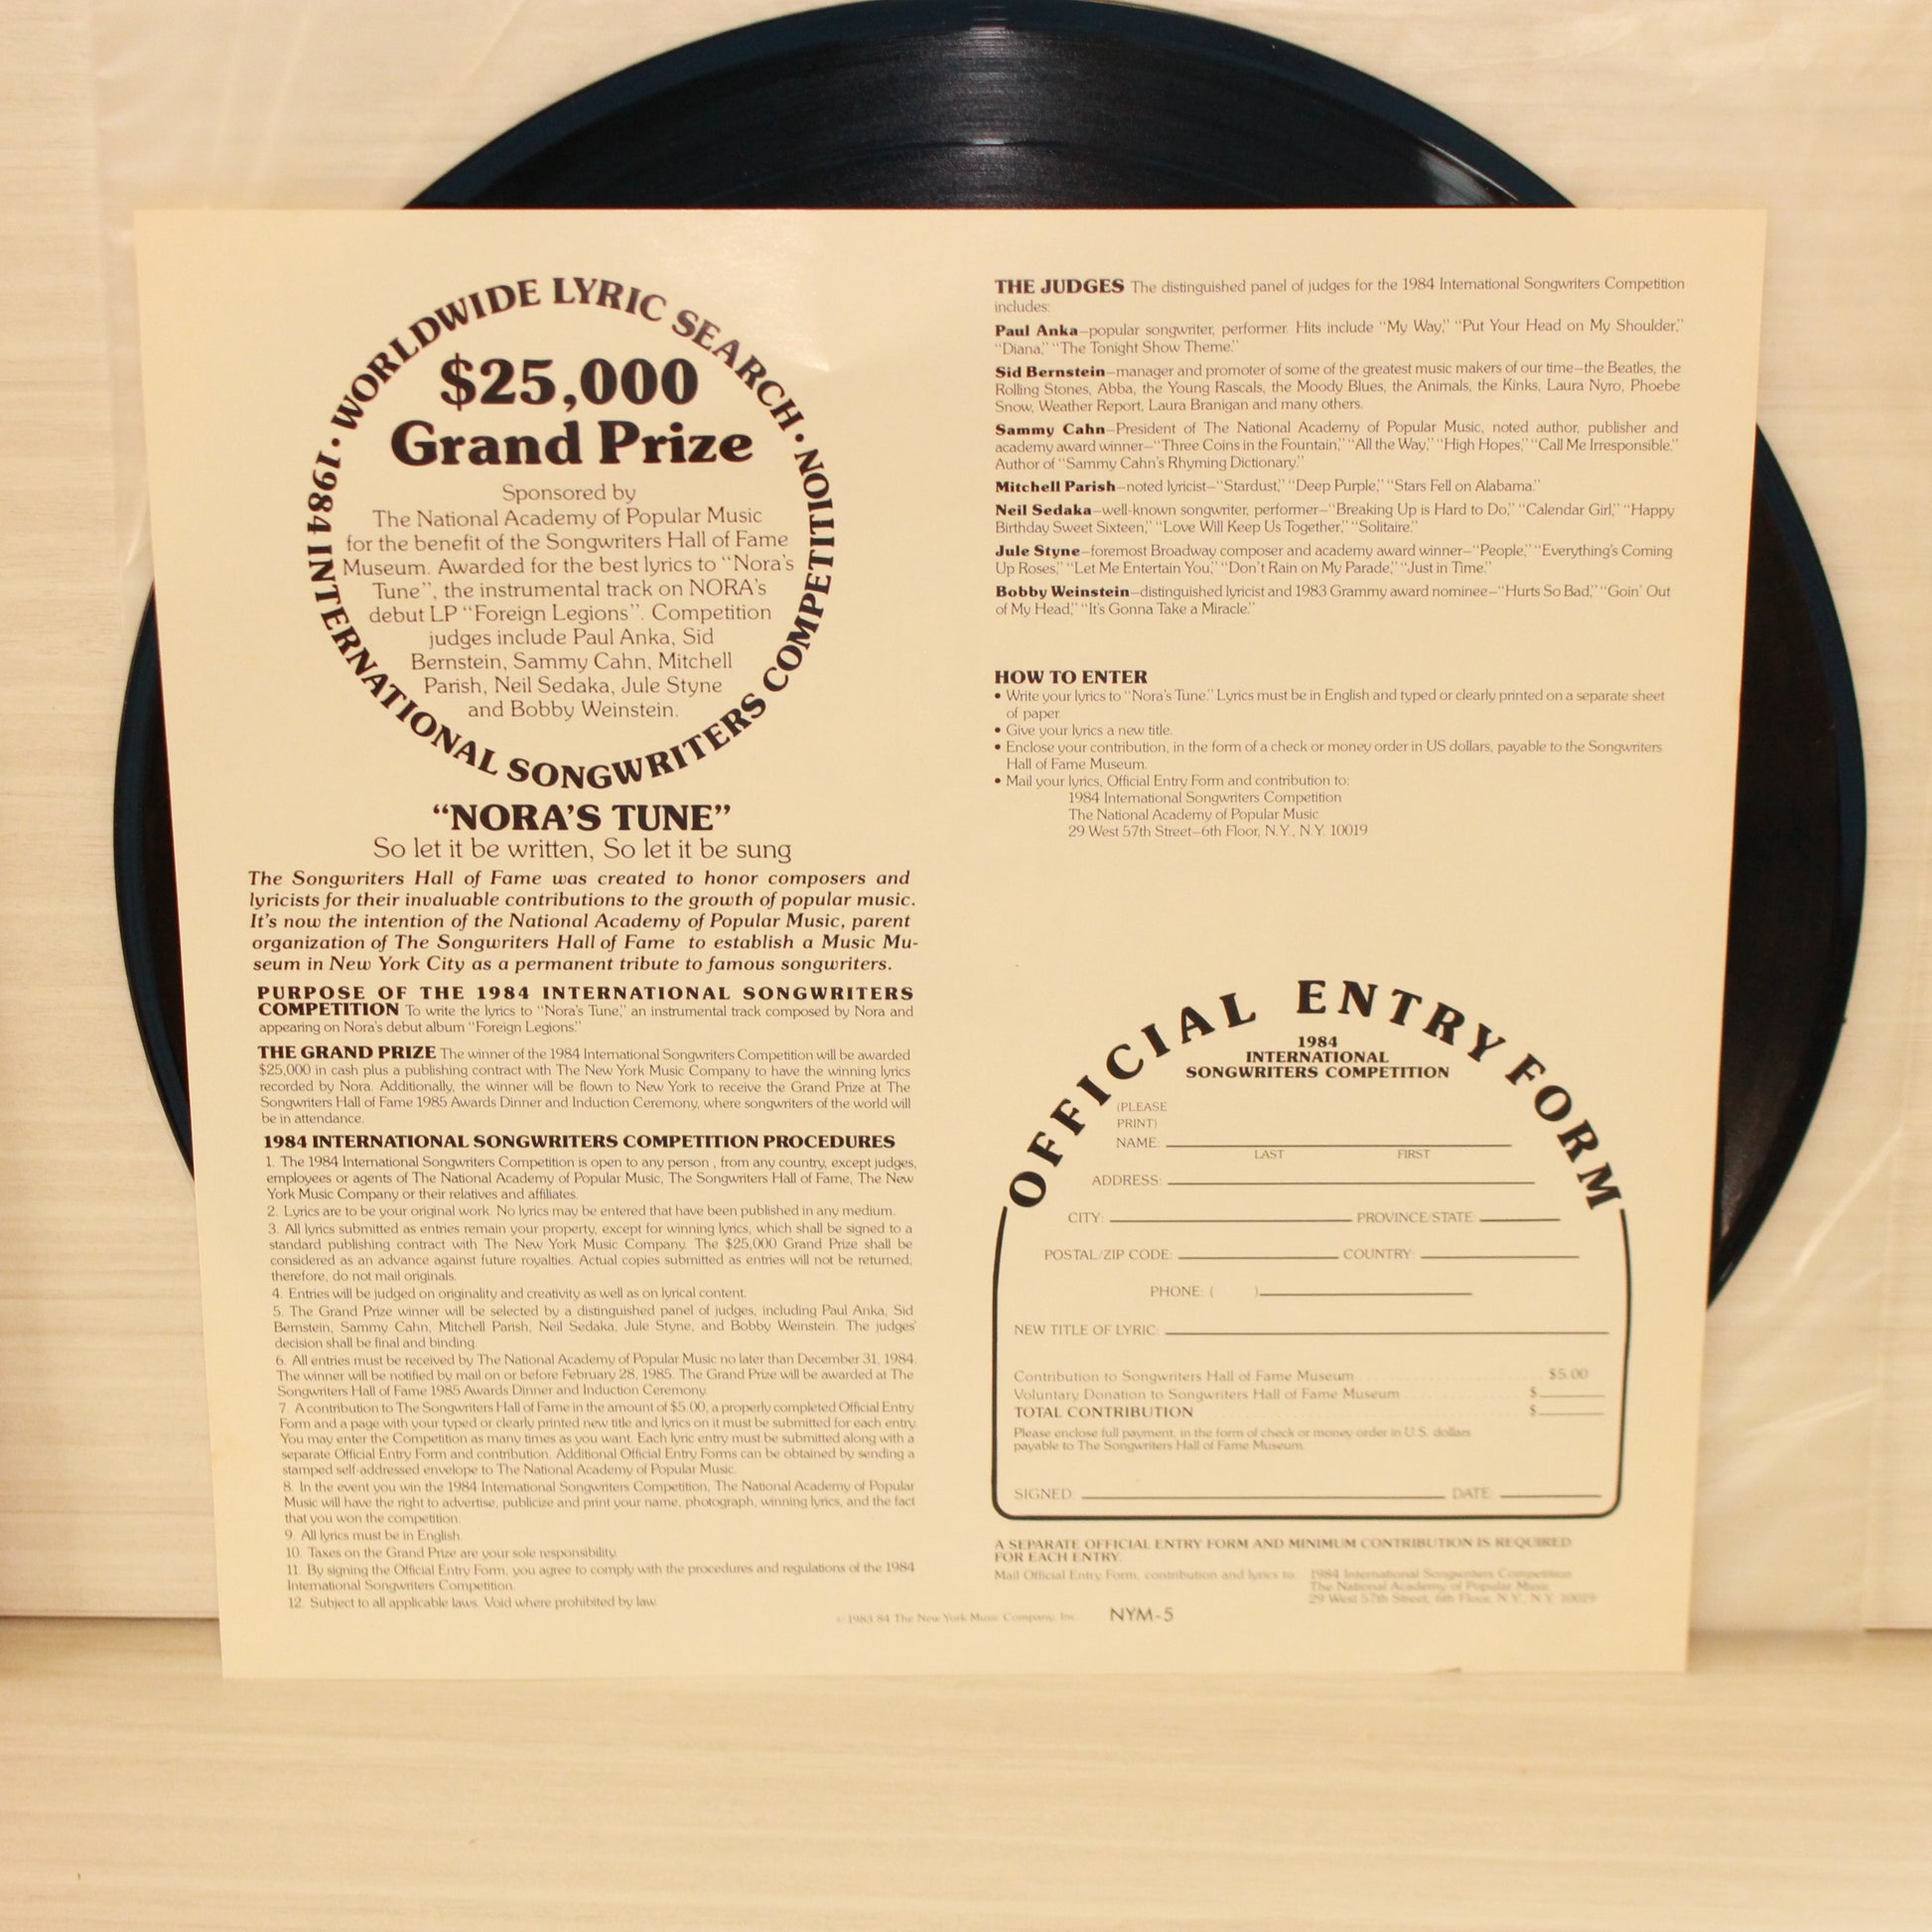 1984 INTERNATIONAL SONGWRITERS COMPETITION • WORLDWIDE LYRIC SEARCH •
$25,000
Grand Prize
Sponsored by
The National Academy of Popular Music
for the benefit of the Songwriters Hall of Fame
Museum. Awarded for the best lyrics to “Nora’s
Tune”, the instrumental track on NORA’s
debut LP “Foreign Legions”. Competition
judges include Paul Anka, Sid
Bernstein, Sammy Cahn, Mitchell
Parish, Neil Sedaka, Jule Styne
and Bobby Weinstein.
“NORA’S TUNE”
So let it be written, So let it be sung
The Songwriters Hall of Fame was created to honor composers and
lyricists for their invaluable contributions to the growth of popular music.
It’s now the intention of the National Academy of Popular Music, parent
organization of The Songwriters Hall of Fame to establish a Music Mu-
seum in New York City as a permanent tribute to famous songwriters.
PURPOSE OF THE 1984 INTERNATIONAL SONGWRITERS
COMPETITION To write the lyrics to “Nora’s Tune,” an instrumental track composed by Nora and
appearing on Nora’s debut album “Foreign Legions.”
THE GRAND PRIZE The winner of the 1984 International Songwriters Competition will be awarded
$25,000 in cash plus a publishing contract with The New York Music Company to have the winning lyrics
recorded by Nora. Additionally, the winner will be flown to New York to receive the Grand Prize at The
Songwriters Hall of Fame 1985 Awards Dinner and Induction Ceremony, where songwriters of the world will
be in attendance.
1984 INTERNATIONAL SONGWRITERS COMPETITION PROCEDURES
1. The 1984 International Songwriters Competition is open to any person , from any country, except judges,
employees or agents of The National Academy of Popular Music, The Songwriters Hall of Fame, The New
York Music Company or their relatives and affiliates.
2. Lyrics are to be your original work. No lyrics may be entered that have been published in any medium.
3. All lyrics submitted as entries remain your property, except for winning lyrics, which shall be signed to a
standard publishing contract with The New York Music Company. The $25,000 Grand Prize shall be
considered as an advance against future royalties. Actual copies submitted as entries will not be returned;
therefore, do not mail originals.
4. Entries will be judged on originality and creativity as well as on lyrical content.
5. The Grand Prize winner will be selected by a distinguished panel of judges, including Paul Anka, Sid
Bernstein, Sammy Cahn, Mitchell Parish, Neil Sedaka, Jule Styne, and Bobby Weinstein. The judges’
decision shall be final and binding.
6. All entries must be received by The National Academy of Popular Music no later than December 31, 1984.
The winner will be notified by mail on or before February 28, 1985. The Grand Prize will be awarded at The
Songwriters Hall of Fame 1985 Awards Dinner and Induction Ceremony.
7. A contribution to The Songwriters Hall of Fame in the amount of $5.00, a properly completed Official Entry
Form and a page with your typed or clearly printed new title and lyrics on it must be submitted for each entry.
You may enter the Competition as many times as you want. Each lyric entry must be submitted along with a
separate Official Entry Form and contribution. Additional Official Entry Forms can be obtained by sending a
stamped self-addressed envelope to The National Academy of Popular Music.
8. In the event you win the 1984 International Songwriters Competition, The National Academy of Popular
Music will have the right to advertise, publicize and print your name, photograph, winning lyrics, and the fact
that you won the competition.
9. All lyrics must be in English
10. Taxes on the Grand Prize are your sole responsibility.
11. By signing the Official Entry Form, you agree to comply with the procedures and regulations of the 1984
International Songwriters Competition.
12. Subject to all applicable laws. Void where prohibited by law.
THE JUDGES The distinguished panel of judges for the 1984 International Songwriters Competition
includes:
Paul Anka–popular songwriter, performer. Hits include “My Way,” “Put Your Head on My Shoulder,”
“Diana,” “The Tonight Show Theme.”
Sid Bernstein–manager and promoter of some of the greatest music makers of our time–the Beatles, the
Rolling Stones, Abba, the Young Rascals, the Moody Blues, the Animals, the Kinks, Laura Nyro, Phoebe
Snow, Weather Report, Laura Branigan and many others.
Sammy Cahn–President of The National Academy of Popular Music, noted author, publisher and
academy award winner–“Three Coins in the Fountain,” “All the Way,” “High Hopes,” “Call Me Irresponsible.”
Author of “Sammy Cahn’s Rhyming Dictionary.”
Mitchell Parish–noted lyricist–“Stardust,” “Deep Purple,” “Stars Fell on Alabama.”
Neil Sedaka–well-known songwriter, performer–“Breaking Up is Hard to Do,” “Calendar Girl,” “Happy
Birthday Sweet Sixteen,” “Love Will Keep Us Together,” “Solitaire.”
Jule Styne–foremost Broadway composer and academy award winner–“People,” “Everything’s Coming
Up Roses,” “Let Me Entertain You,” “Don’t Rain on My Parade,” “Just in Time.”
Bobby Weinstein–distinguished lyricist and 1983 Grammy award nominee–“Hurts So Bad,” “Goin’ Out
of My Head,” “It’s Gonna Take a Miracle.”
HOW TO ENTER
• Write your lyrics to “Nora’s Tune.” Lyrics must be in English and typed or clearly printed on a separate sheet
of paper.
• Give your lyrics a new title.
• Enclose your contribution, in the form of a check or money order in US dollars, payable to the Songwriters
Hall of Fame Museum.
• Mail your lyrics, Official Entry Form and contribution to:
1984 International Songwriters Competition
The National Academy of Popular Music
29 West 57th Street–6th Floor, N.Y., N.Y. 10019
OFFICIAL ENTRY FORM
1984
INTERNATIONAL
SONGWRITERS COMPETITION
(PLEASE
PRINT)
NAME:
LAST FIRST
ADDRESS:
CITY: PROVINCE/STATE:
POSTAL/ZIP CODE: COUNTRY:
PHONE: ( )
NEW TITLE OF LYRIC:
Contribution to Songwriters Hall of Fame Museum $5.00
Voluntary Donation to Songwriters Hall of Fame Museum $
TOTAL CONTRIBUTION $
Please enclose full payment, in the form of check or money order in U.S. dollars
payable to The Songwriters Hall of Fame Museum.
SIGNED: DATE:
A SEPARATE OFFICIAL ENTRY FORM AND MINIMUM CONTRIBUTION IS REQUIRED
FOR EACH ENTRY.
Mail Official Entry Form, contribution and lyrics to: 1984 International Songwriters Competition
The National Academy of Popular Music
29 West 57th Street, 6th Floor, N.Y., N.Y. 10019
© 1983/84 The New York Music Company, Inc. NYM-5